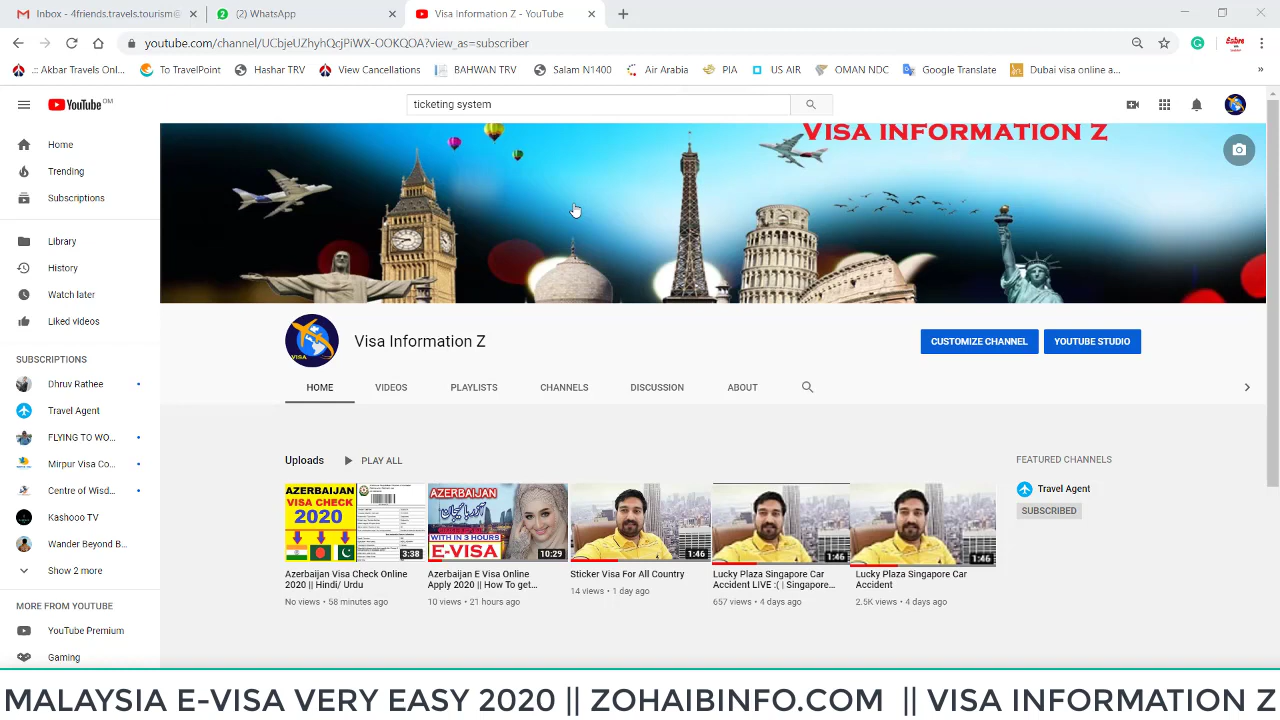 Inbox - 4friends.travel.tourism@
WhatsApp
Visa Information Z - YouTube
youtube.com/channel/UCbjeUZhyhQcjPiWX-OOKQOA?view_as=subscriber
.:: Akbar Travels Onl...
To TravelPoint
Hashar TRV
View Cancellations
BAHWAN TRV
Salam N1400
Air Arabia
PIA
US AIR
OMAN NDC
Google Translate
Dubai visa online a...
YouTube OM
ticketing system
VISA INFORMATION Z
Home
Trending
Subscriptions
Library
History
Watch later
Liked videos
SUBSCRIPTIONS
Dhruv Rathee
Travel Agent
FLYING TO WO...
Mirpur Visa Co...
Centre of Wisd...
Kashooo Tv
Wander Beyond B...
Show 2 more
MORE FROM YOUTUBE
YouTube Premium
Gaming
Visa Information Z
CUSTOMIZE CHANNEL
YOUTUBE STUDIO
HOME
VIDEOS
PLAYLISTS
CHANNELS
DISCUSSION
ABOUT
Uploads
PLAY ALL
AZERBAIJAN
VISA CHECK
2020
3:38
Azerbaijan Visa Check Online
2020 || Hindi/ Urdu
No views • 58 minutes ago
AZERBAIJAN
آذربائیجان
WITH IN 3 HOURS
E-VISA
10:29
Azerbaijan E Visa Online
Apply 2020 || How To get...
10 views • 21 hours ago
1:46
Sticker Visa For All Country
14 views • 1 day ago
1:46
Lucky Plaza Singapore Car
Accident LIVE :( | Singapore...
657 views • 4 days ago
1:46
Lucky Plaza Singapore Car
Accident
2.5K views • 4 days ago
FEATURED CHANNELS
Travel Agent
SUBSCRIBED
MALAYSIA E-VISA VERY EASY 2020 || ZOHAIBINFO.COM || VISA INFORMATION Z